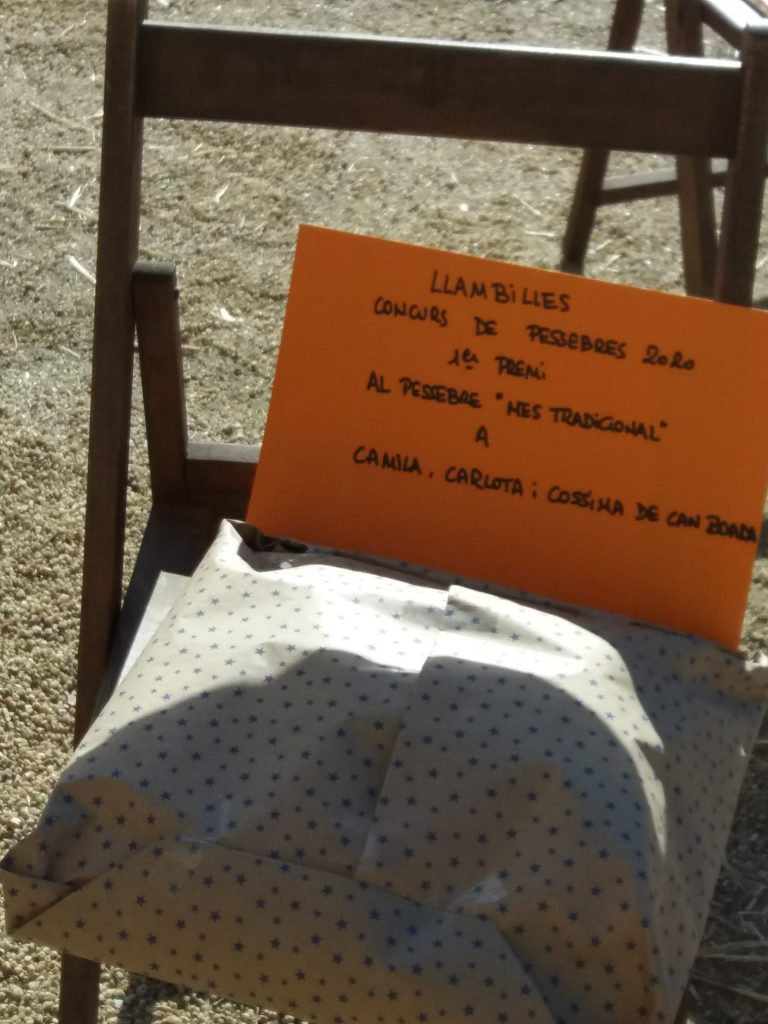 LLAMBILLES
CONCURS DE PESSEBRES 2020
1er PREMI
AL PESSEBRE "MES TRADICIONAL"
A
CAMILA, CARLOTA i COSSIMA DE CAN BOADA